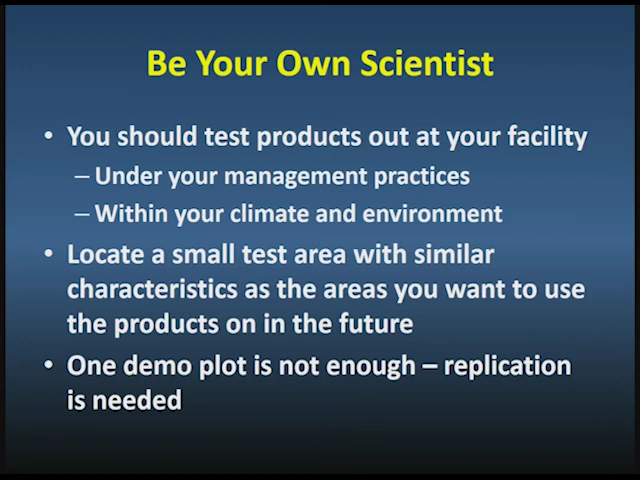 Be Your Own Scientist
• You should test products out at your facility
– Under your management practices
– Within your climate and environment
• Locate a small test area with similar
characteristics as the areas you want to use
the products on in the future
• One demo plot is not enough – replication
is needed